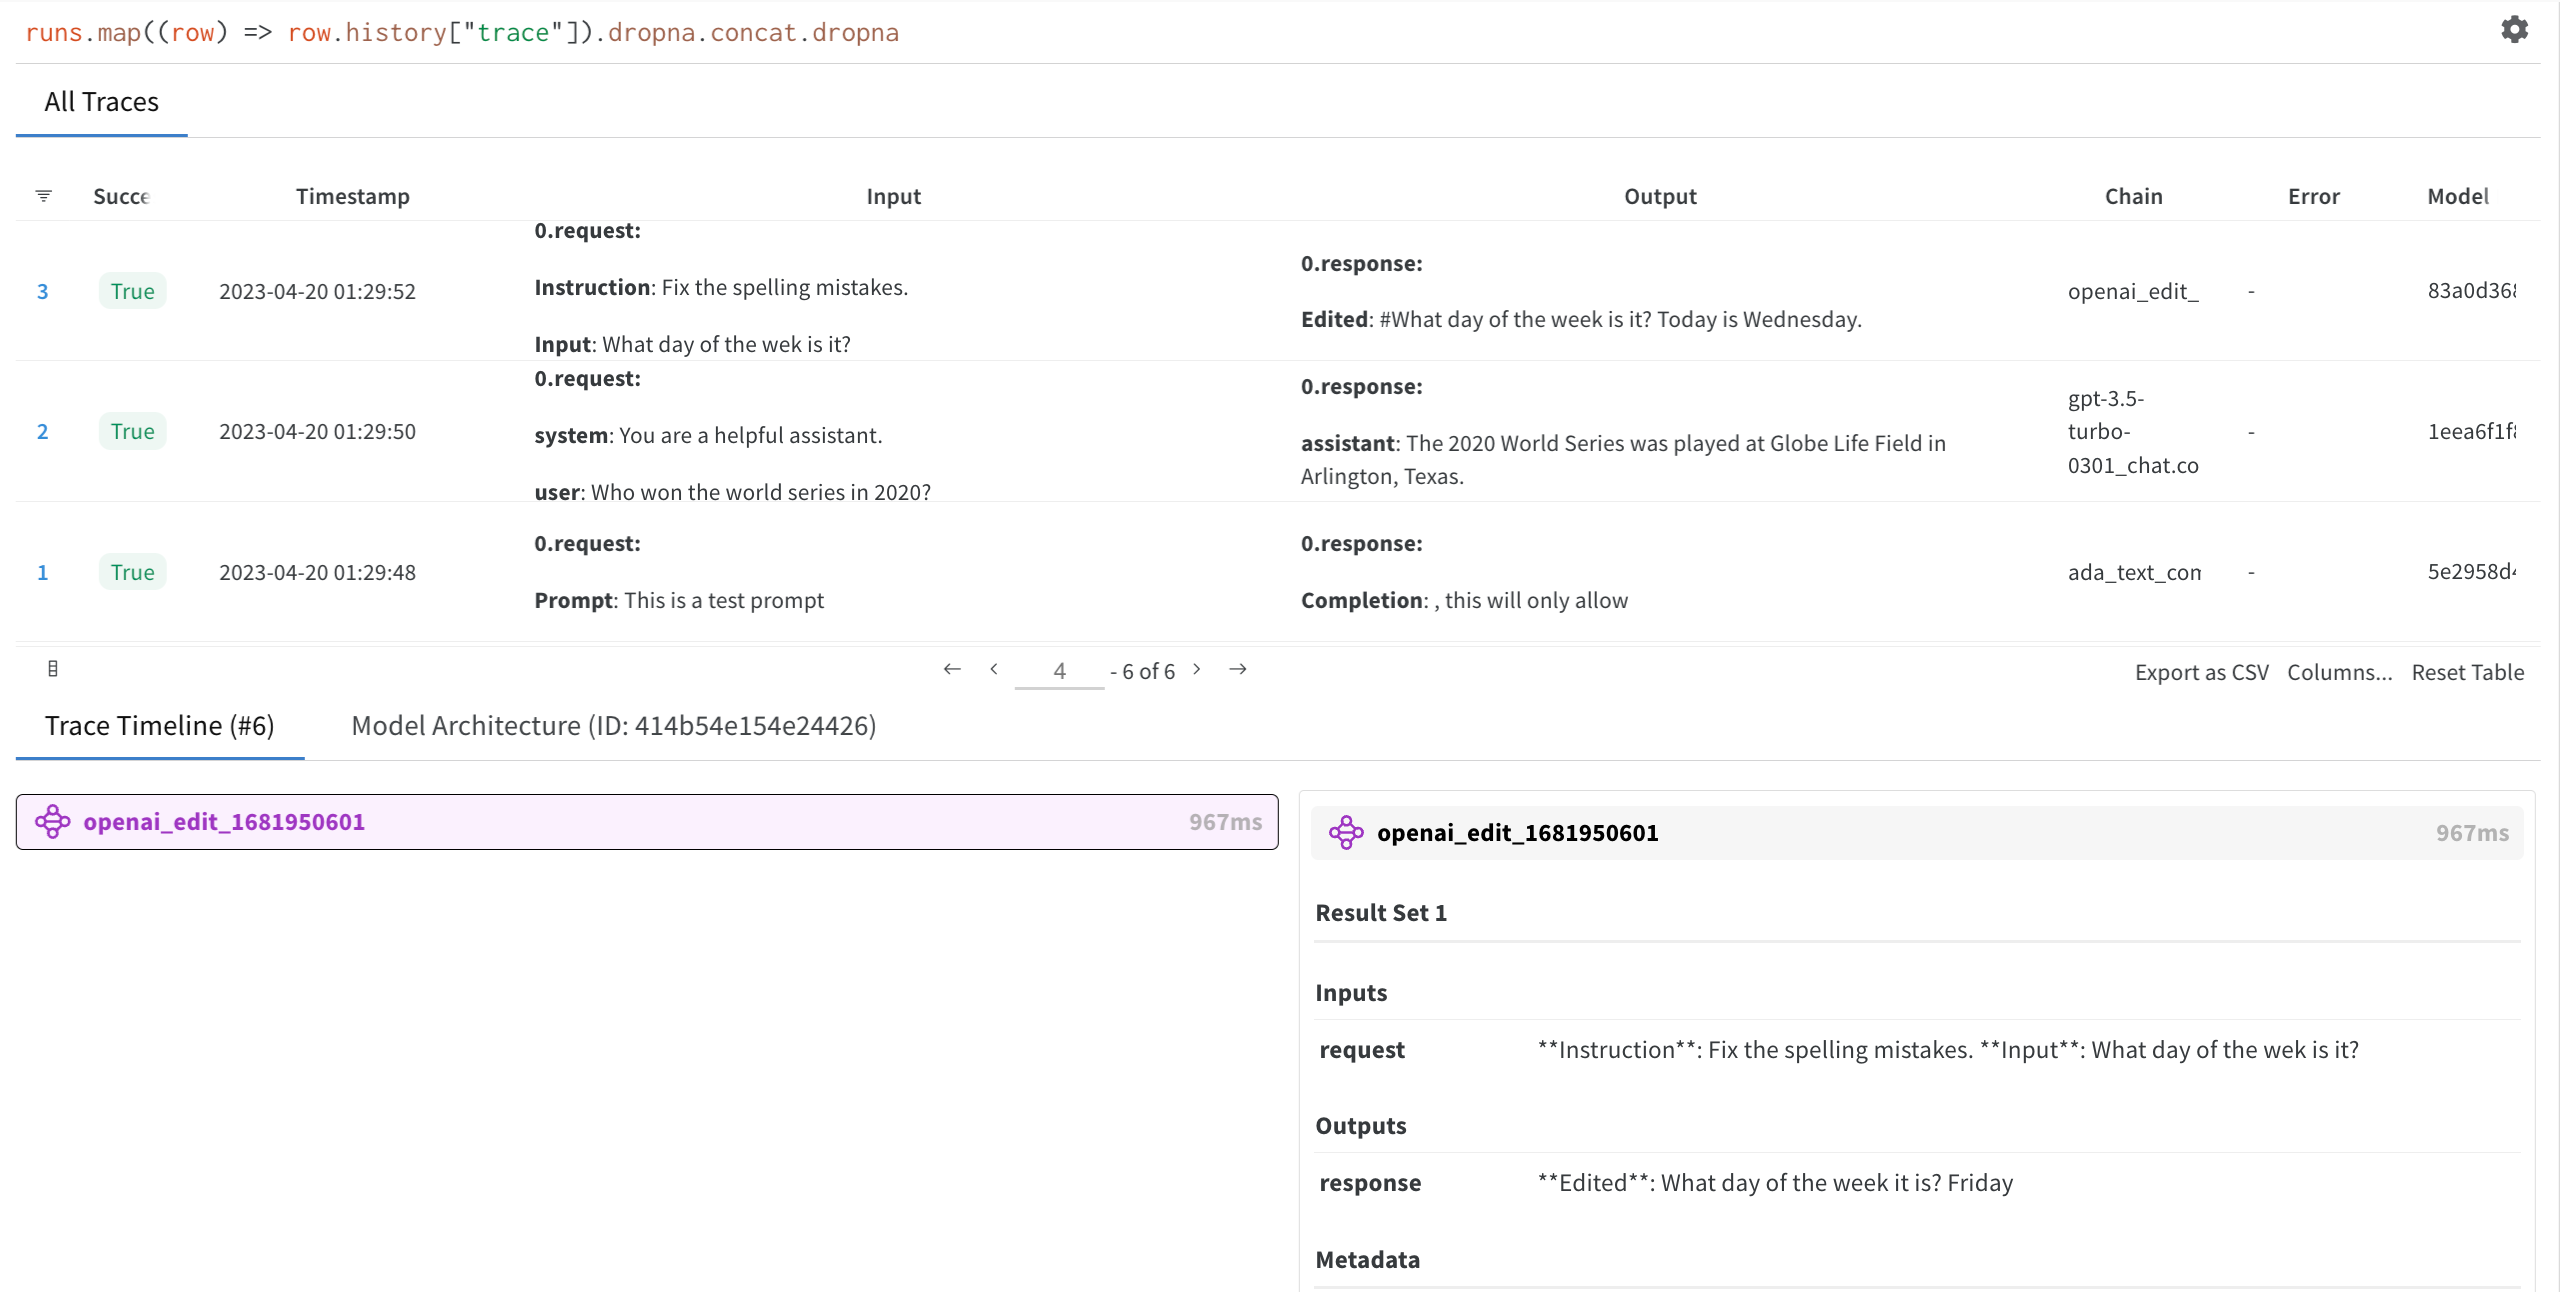 runs.map((row) => row.history["trace"]).dropna.concat.dropna
All Traces
Succe Timestamp Input Output Chain Error Model
0.request:
Instruction: Fix the spelling mistakes.
Input: What day of the wek is it?
0.response:
Edited: #What day of the week is it? Today is Wednesday.
3 True 2023-04-20 01:29:52 openai_edit_ - 83a0d368
0.request:
system: You are a helpful assistant.
user: Who won the world series in 2020?
0.response:
assistant: The 2020 World Series was played at Globe Life Field in
Arlington, Texas.
gpt-3.5-
turbo-
0301_chat.co
2 True 2023-04-20 01:29:50 - 1eea6f1f8
0.request:
Prompt: This is a test prompt
0.response:
Completion: , this will only allow
1 True 2023-04-20 01:29:48 ada_text_com - 5e2958d4
← < 4 - 6 of 6 > →
Export as CSV Columns... Reset Table
Trace Timeline (#6) Model Architecture (ID: 414b54e154e24426)
openai_edit_1681950601 967ms
openai_edit_1681950601 967ms
Result Set 1
Inputs
request **Instruction**: Fix the spelling mistakes. **Input**: What day of the wek is it?
Outputs
response **Edited**: What day of the week it is? Friday
Metadata